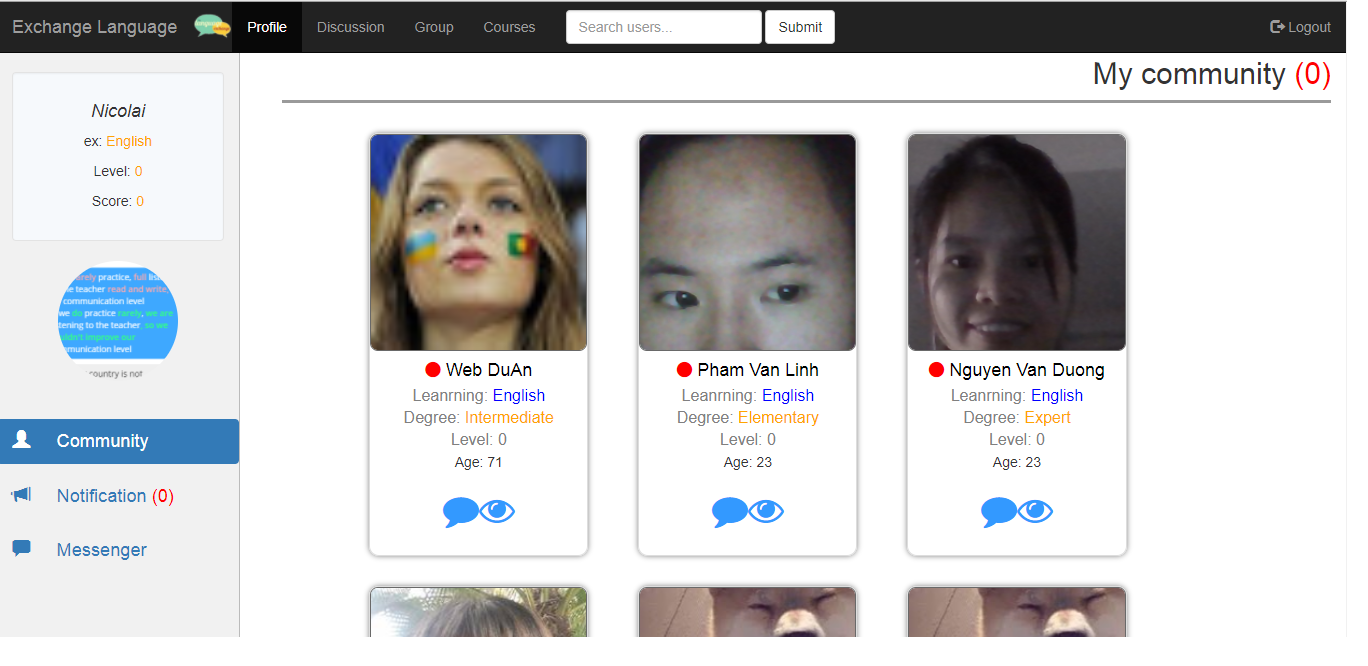 Exchange Language
Profile
Discussion
Group
Courses
Search users...
Submit
Logout
Nicolai
ex: English
Level: 0
Score: 0
rely practice, full
e teacher read and write
communication level
we do practice rarely, we are
tening to the teacher, so we
improve our
munication level
country is not
Community
Notification (0)
Messenger
My community (0)
Web DuAn
Leanrning: English
Degree: Intermediate
Level: 0
Age: 71
Pham Van Linh
Leanrning: English
Degree: Elementary
Level: 0
Age: 23
Nguyen Van Duong
Leanrning: English
Degree: Expert
Level: 0
Age: 23